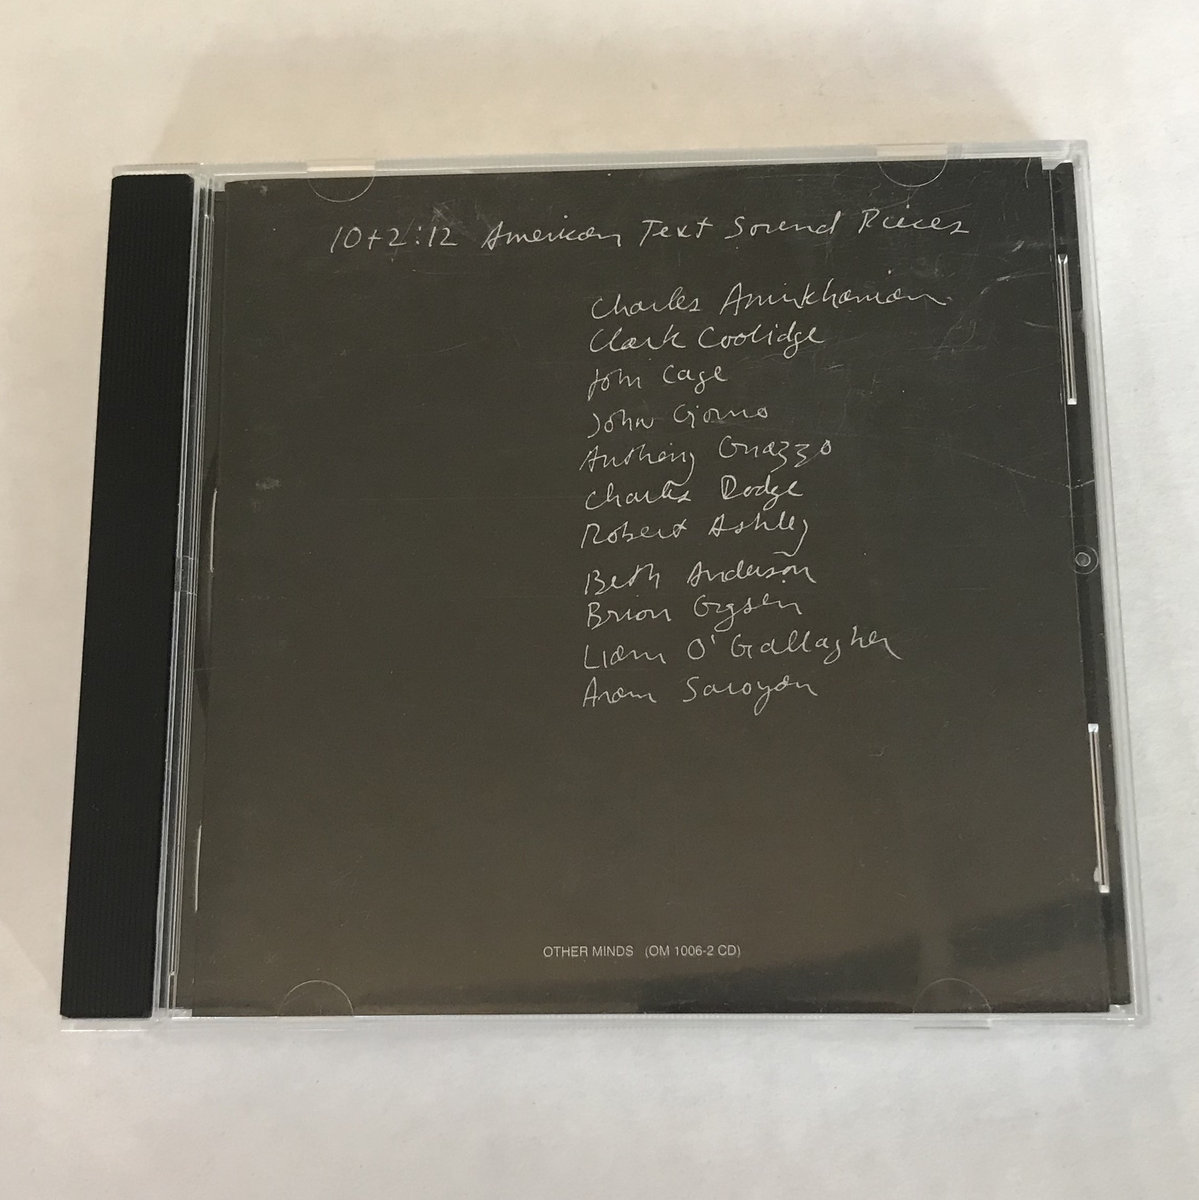 10+2:12 American Text Sound Pieces
Charles Amirkhanian
Clark Coolidge
John Cage
John Giorno
Anthony Gnazzo
Charles Dodge
Robert Ashley
Beth Anderson
Brion Gysin
Liam O'Gallagher
Aram Saroyan
OTHER MINDS (OM 1006-2 CD)